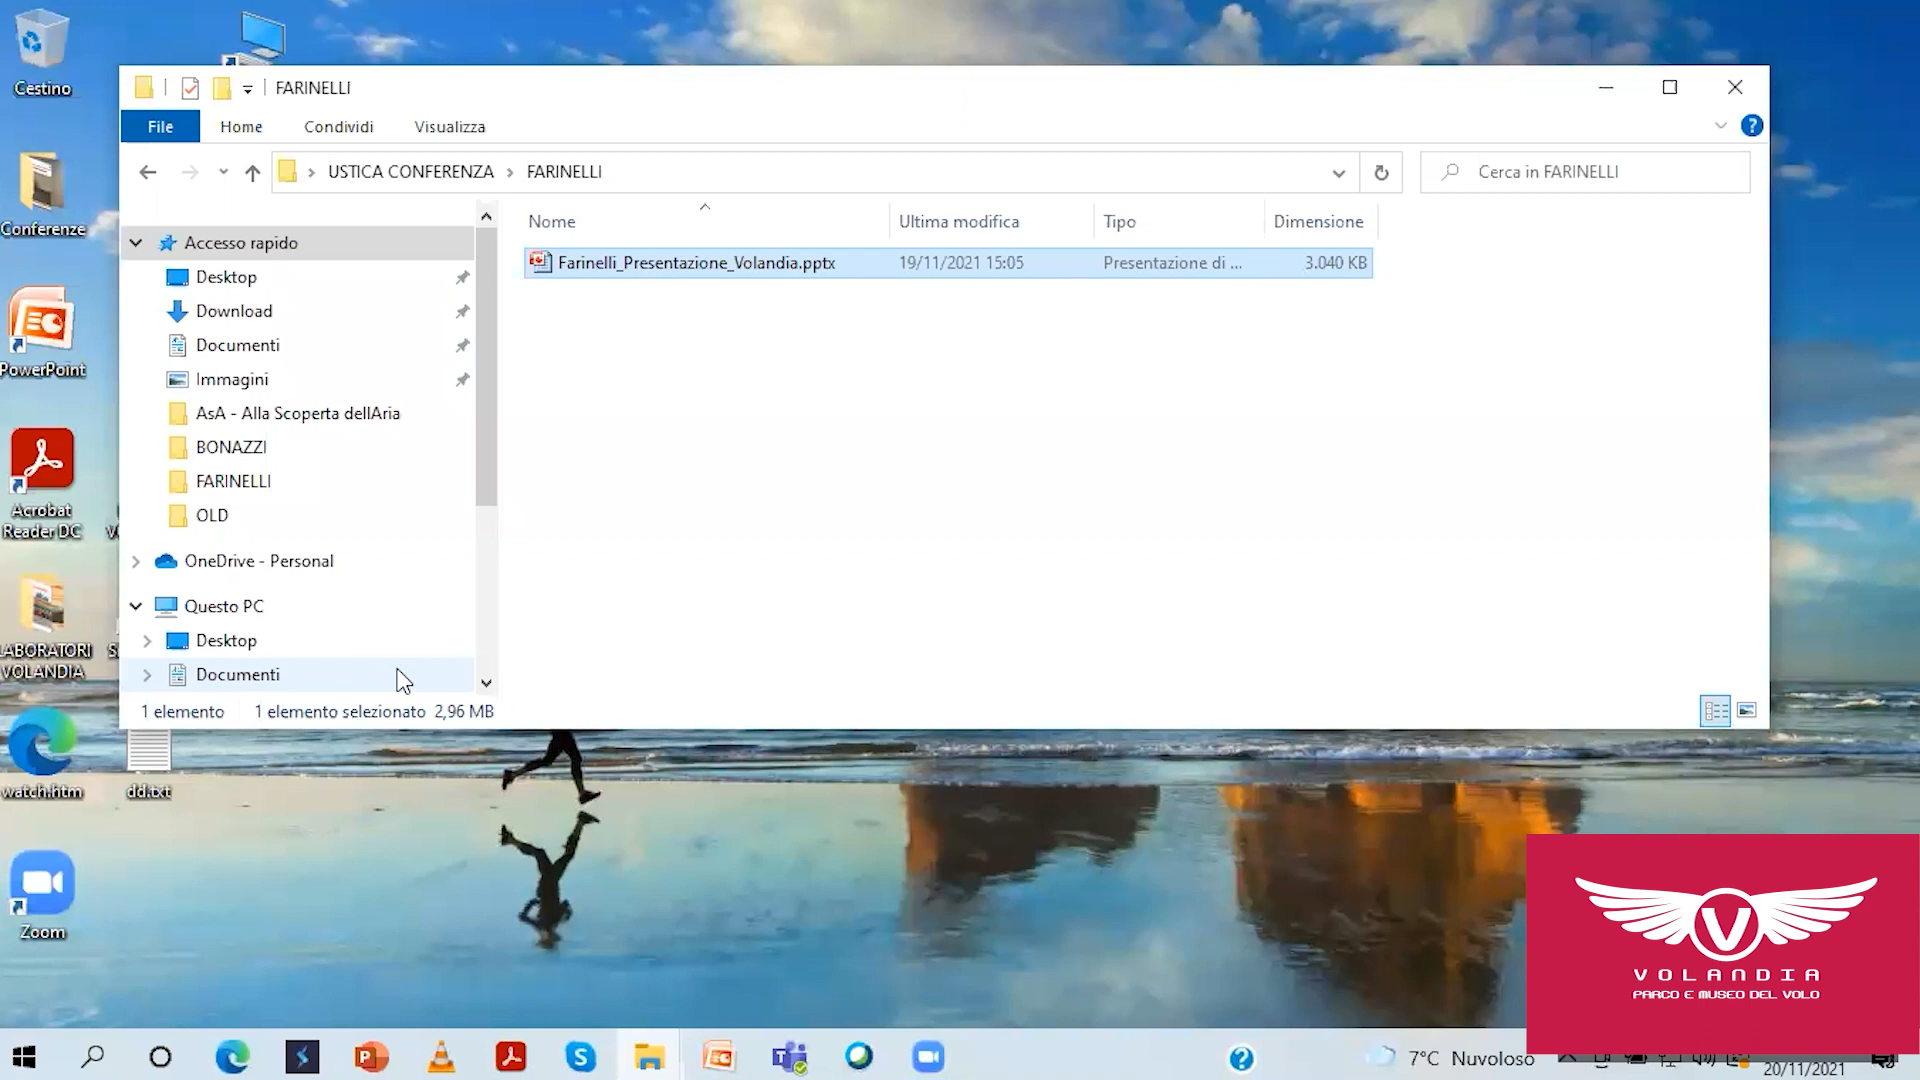 Cestino
Conferenze
PowerPoint
Acrobat
Reader DC
LABORATORI
VOLANDIA
watch.htm
dd.txt
Zoom
FARINELLI
File
Home
Condividi
Visualizza
USTICA CONFERENZA
FARINELLI
Cerca in FARINELLI
Nome
Ultima modifica
Tipo
Dimensione
Farinelli_Presentazione_Volandia.pptx
19/11/2021 15:05
Presentazione di ...
3.040 KB
Accesso rapido
Desktop
Download
Documenti
Immagini
AsA - Alla Scoperta dellAria
BONAZZI
FARINELLI
OLD
OneDrive - Personal
Questo PC
Desktop
Documenti
1 elemento
1 elemento selezionato 2,96 MB
V
VOLANDIA
PARCO E MUSEO DEL VOLO
7°C Nuvoloso
20/11/2021